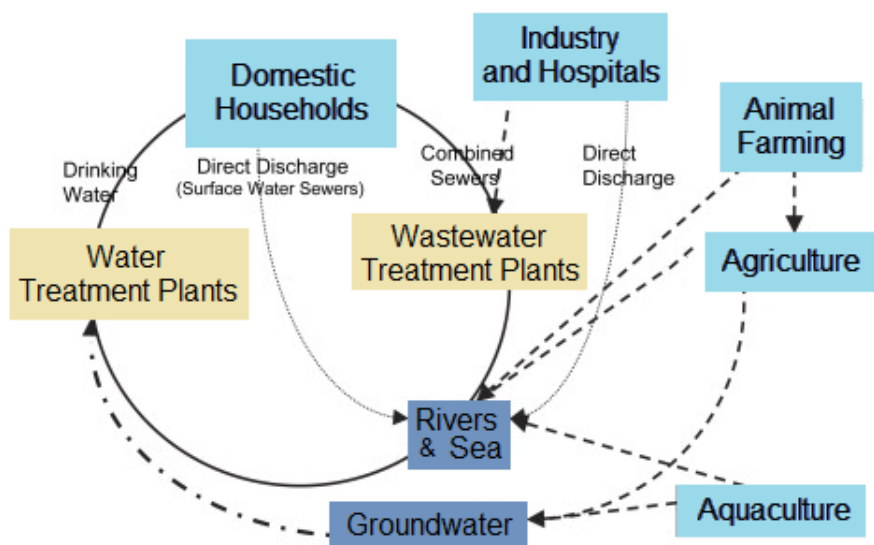 Domestic
Households
Industry
and Hospitals
Animal
Farming
Drinking
Water
Direct Discharge
(Surface Water Sewers)
Combined
Sewers
Direct
Discharge
Water
Treatment Plants
Wastewater
Treatment Plants
Agriculture
Rivers
& Sea
Groundwater
Aquaculture